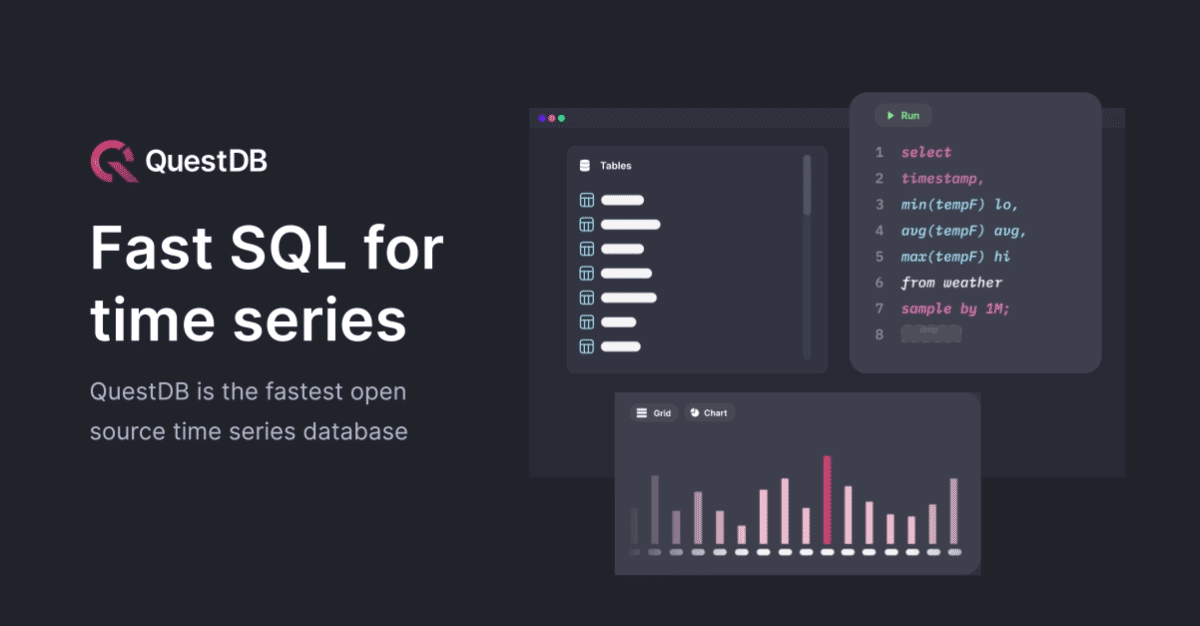 QuestDB
Fast SQL for
time series
QuestDB is the fastest open
source time series database
Tables
Run
1 select
2 timestamp,
3 min(tempF) lo,
4 avg(tempF) avg,
5 max(tempF) hi
6 from weather
7 sample by 1M;
8
Grid
Chart